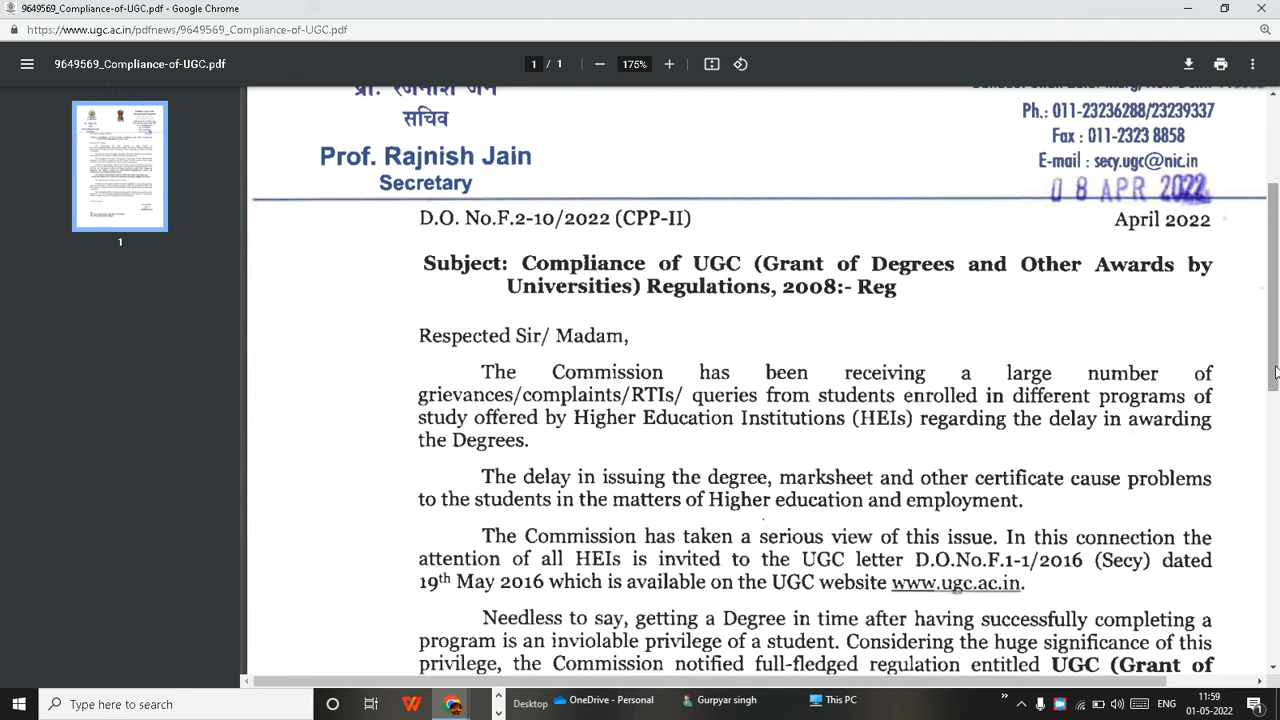 9649569_Compliance-of-UGC.pdf - Google Chrome
https://www.ugc.ac.in/pdfnews/9649569_Compliance-of-UGC.pdf
9649569_Compliance-of-UGC.pdf
1 / 1
175%
सचिव
Prof. Rajnish Jain
Secretary
Ph.: 011-23236288/23239337
Fax : 011-2323 8858
E-mail : secy.ugc@nic.in
08 APR 2022
D.O. No.F.2-10/2022 (CPP-II)
April 2022
Subject: Compliance of UGC (Grant of Degrees and Other Awards by
Universities) Regulations, 2008:- Reg
Respected Sir/ Madam,
The Commission has been receiving a large number of
grievances/complaints/RTIs/ queries from students enrolled in different programs of
study offered by Higher Education Institutions (HEIs) regarding the delay in awarding
the Degrees.
The delay in issuing the degree, marksheet and other certificate cause problems
to the students in the matters of Higher education and employment.
The Commission has taken a serious view of this issue. In this connection the
attention of all HEIs is invited to the UGC letter D.O.No.F.1-1/2016 (Secy) dated
19th May 2016 which is available on the UGC website www.ugc.ac.in.
Needless to say, getting a Degree in time after having successfully completing a
program is an inviolable privilege of a student. Considering the huge significance of this
privilege, the Commission notified full-fledged regulation entitled UGC (Grant of
1
Type here to search
Desktop
OneDrive - Personal
Gurpyar singh
This PC
ENG
11:59
01-05-2022